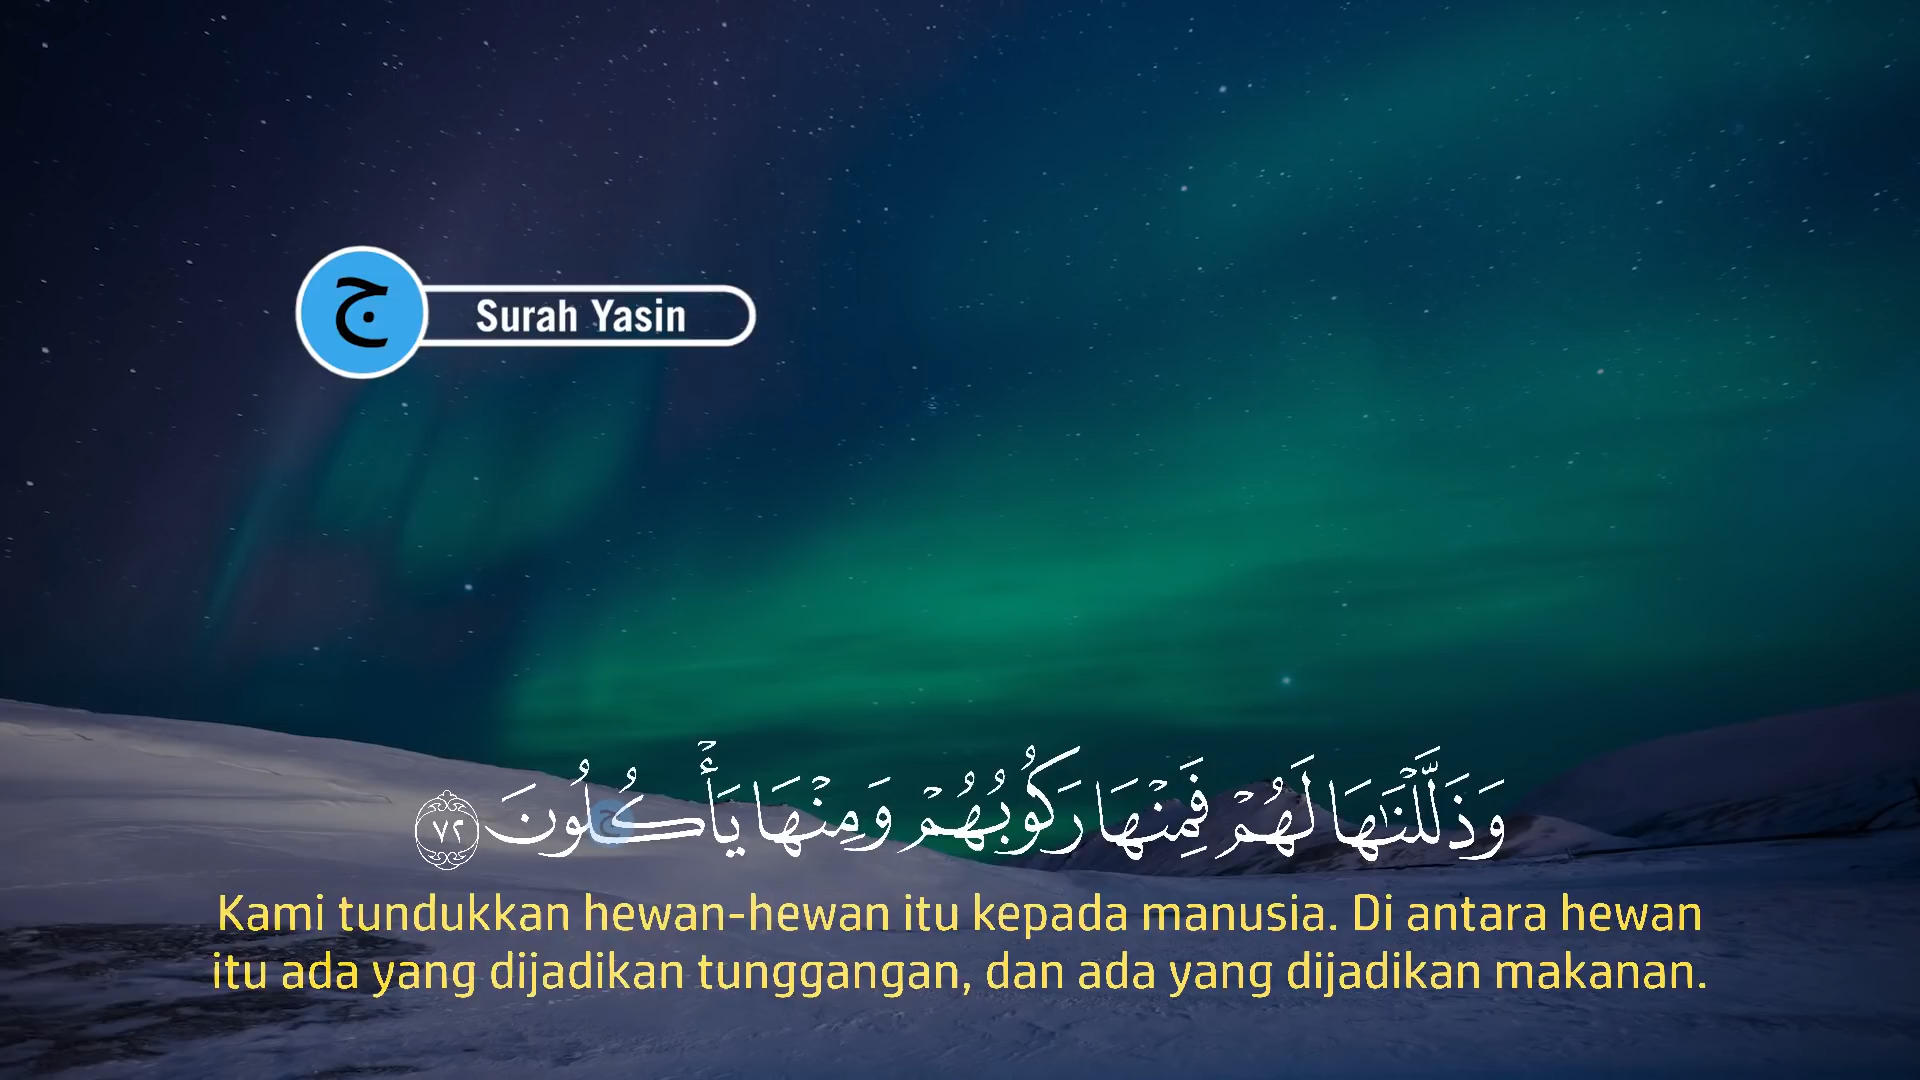 ج
Surah Yasin
وَذَلَّلْنَٰهَا لَهُمْ فَمِنْهَا رَكُوبُهُمْ وَمِنْهَا يَأْكُلُونَ ٧٢
Kami tundukkan hewan-hewan itu kepada manusia. Di antara hewan
itu ada yang dijadikan tunggangan, dan ada yang dijadikan makanan.